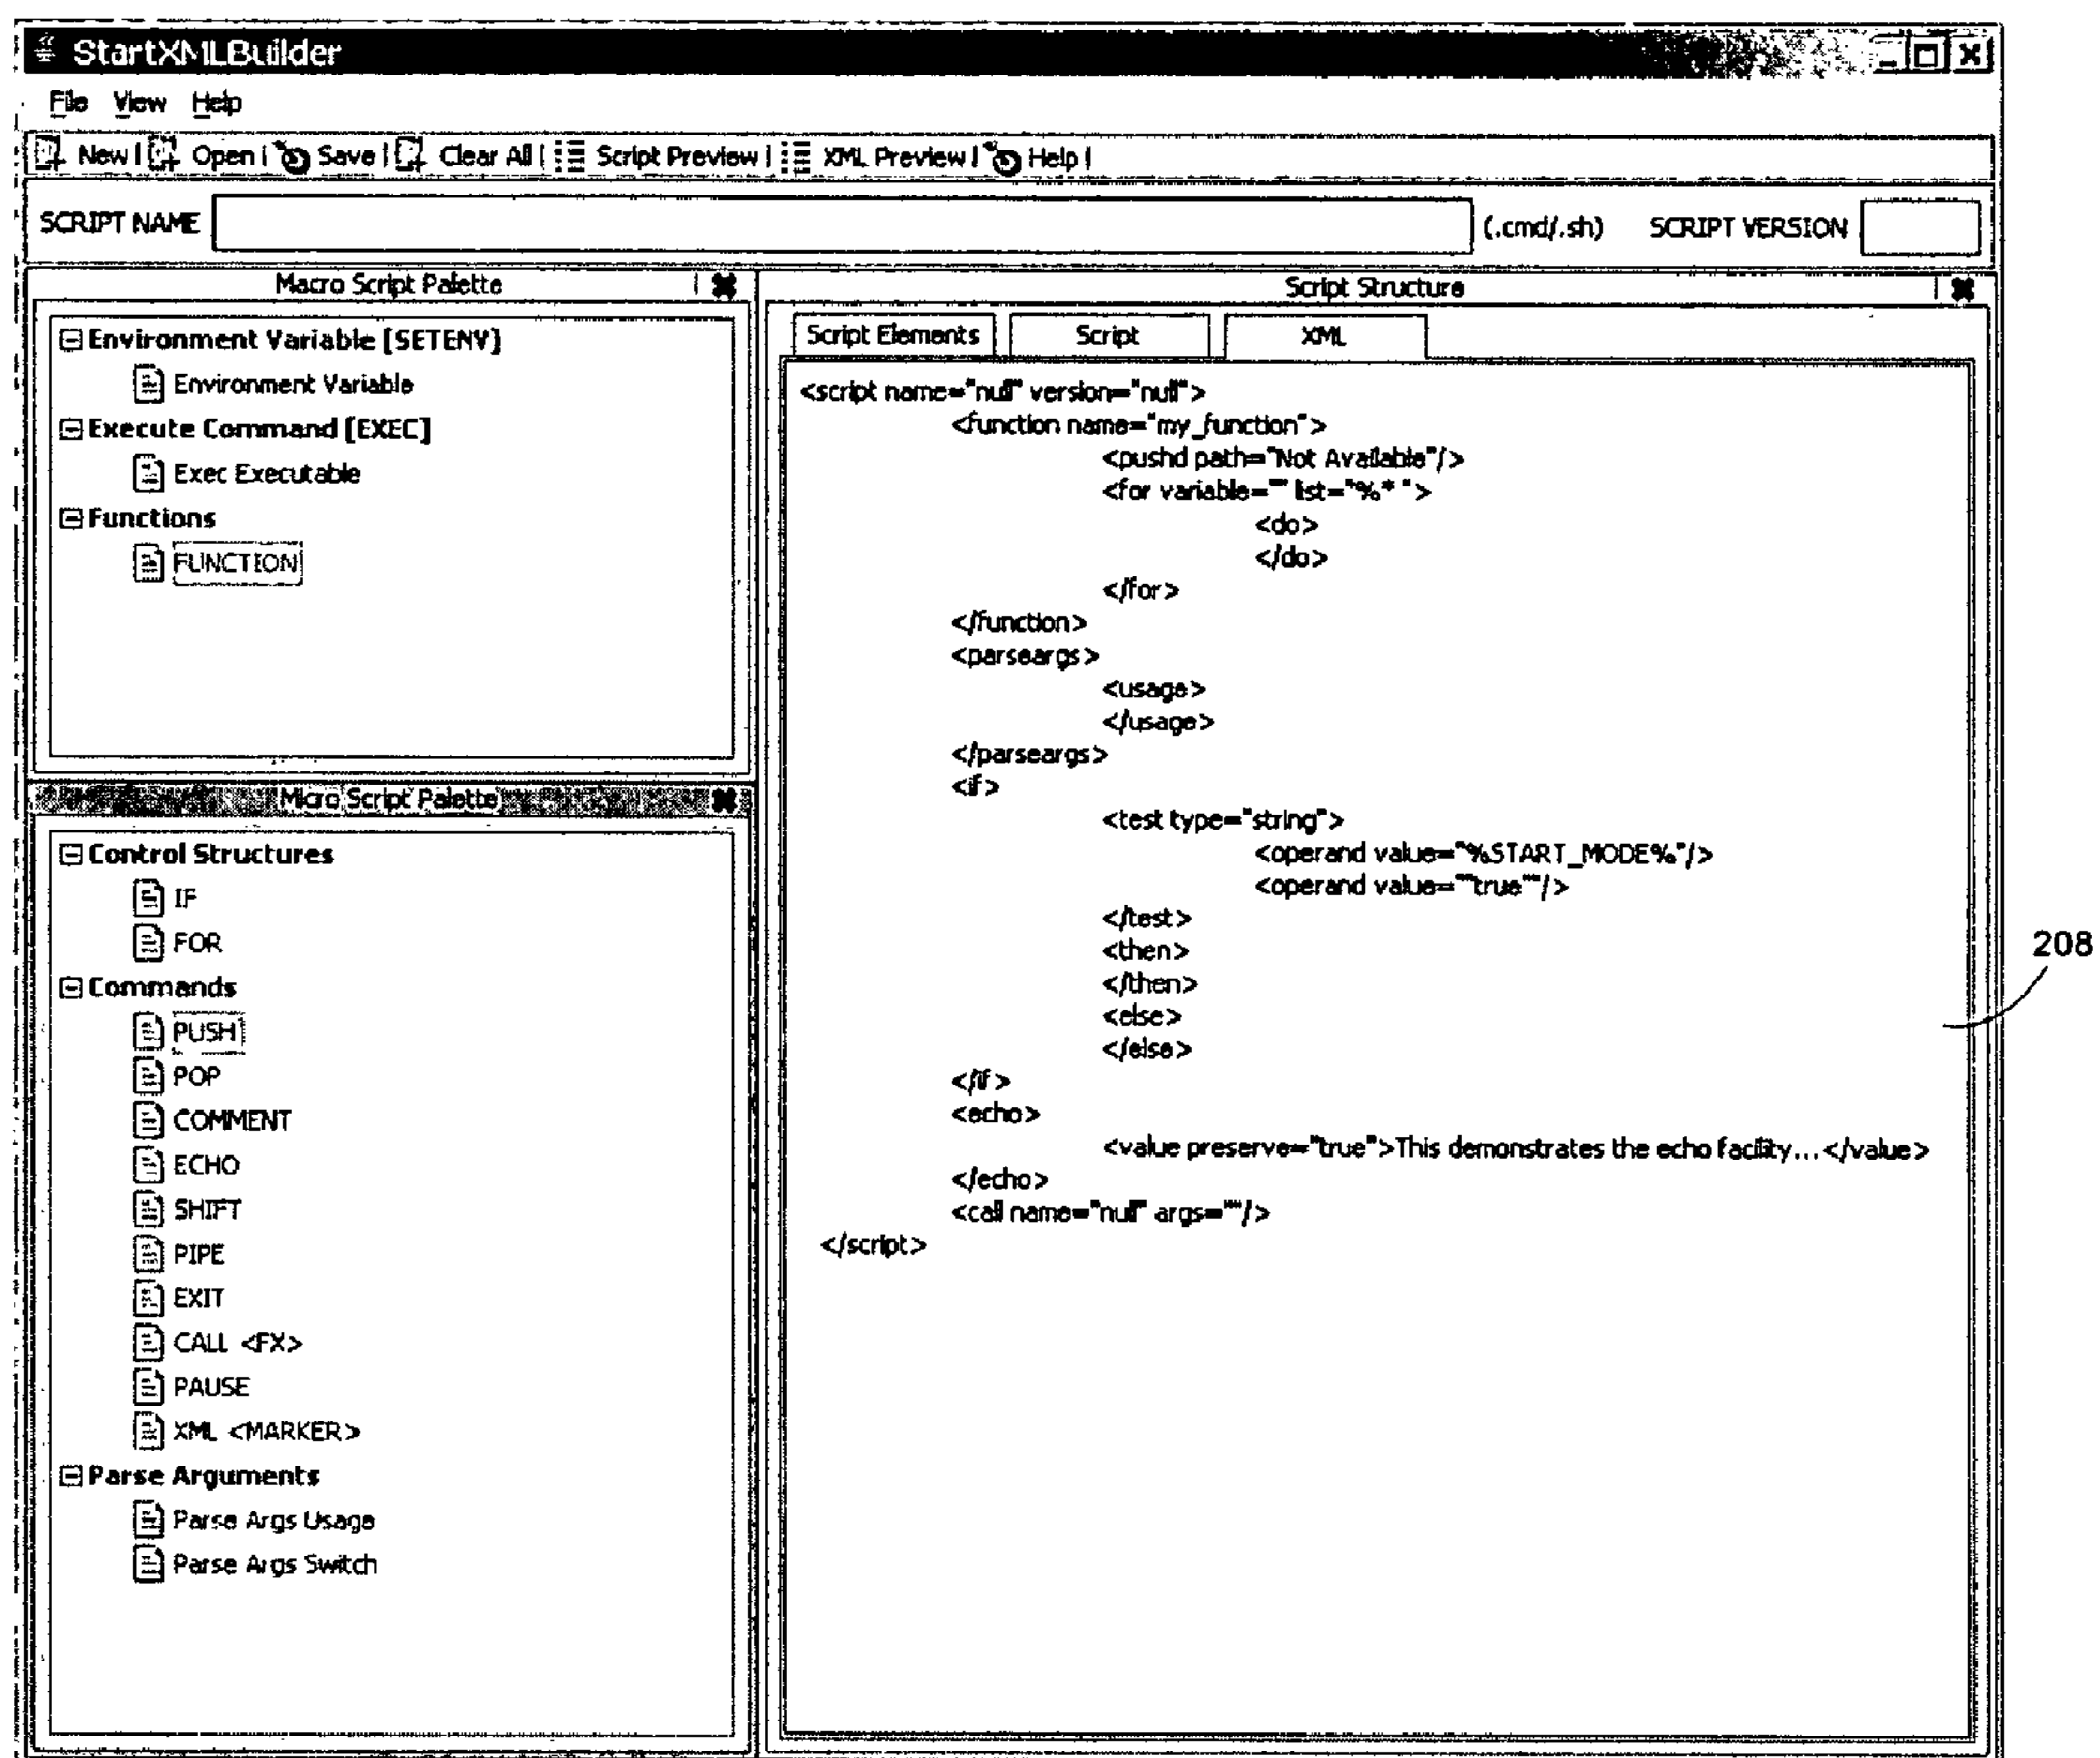 StartXMLBuilder
File View Help
New | Open | Save | Clear All | Script Preview | XML Preview | Help |
SCRIPT NAME (.cmd/.sh) SCRIPT VERSION
Macro Script Palette
Environment Variable [SETENV]
Environment Variable
Execute Command [EXEC]
Exec Executable
Functions
FUNCTION
Micro Script Palette
Control Structures
IF
FOR
Commands
PUSH
POP
COMMENT
ECHO
SHIFT
PIPE
EXIT
CALL <FX>
PAUSE
XML <MARKER>
Parse Arguments
Parse Args Usage
Parse Args Switch
Script Structure
Script Elements Script XML
<script name="null" version="null">
<function name="my_function">
<pushd path="Not Available"/>
<for variable="" list="%* ">
<do>
</do>
</for>
</function>
<parseargs>
<usage>
</usage>
</parseargs>
<if>
<test type="string">
<operand value="%START_MODE%"/>
<operand value=""true""/>
</test>
<then>
</then>
<else>
</else>
</if>
<echo>
<value preserve="true">This demonstrates the echo facility...</value>
</echo>
<call name="null" args=""/>
</script>
208